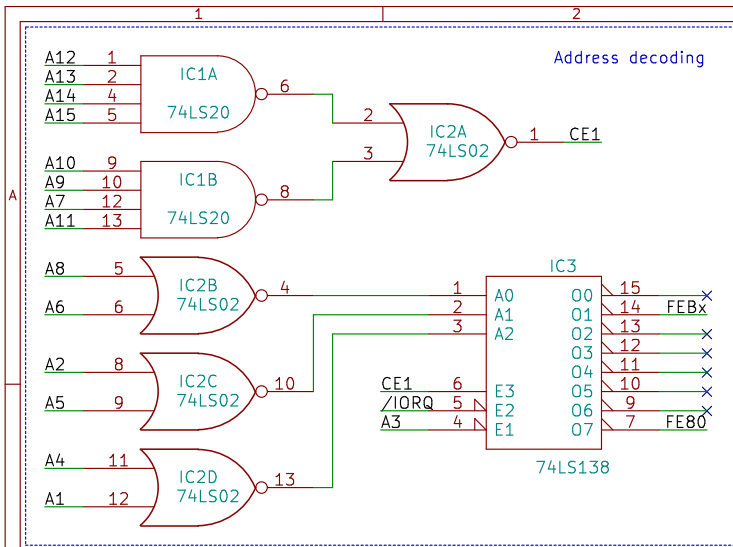 1 2
Address decoding
A
A12 1
A13 2
A14 4
A15 5
IC1A
74LS20
6
2
3
IC2A
74LS02
1 CE1
A10 9
A9 10
A7 12
A11 13
IC1B
74LS20
8
A8 5
A6 6
IC2B
74LS02
4
A2 8
A5 9
IC2C
74LS02
10
A4 11
A1 12
IC2D
74LS02
13
IC3
1 A0 O0 15
2 A1 O1 14 FEBx
3 A2 O2 13
O3 12
O4 11
CE1 6 E3 O5 10
/IORQ 5 E2 O6 9
A3 4 E1 O7 7 FE80
74LS138